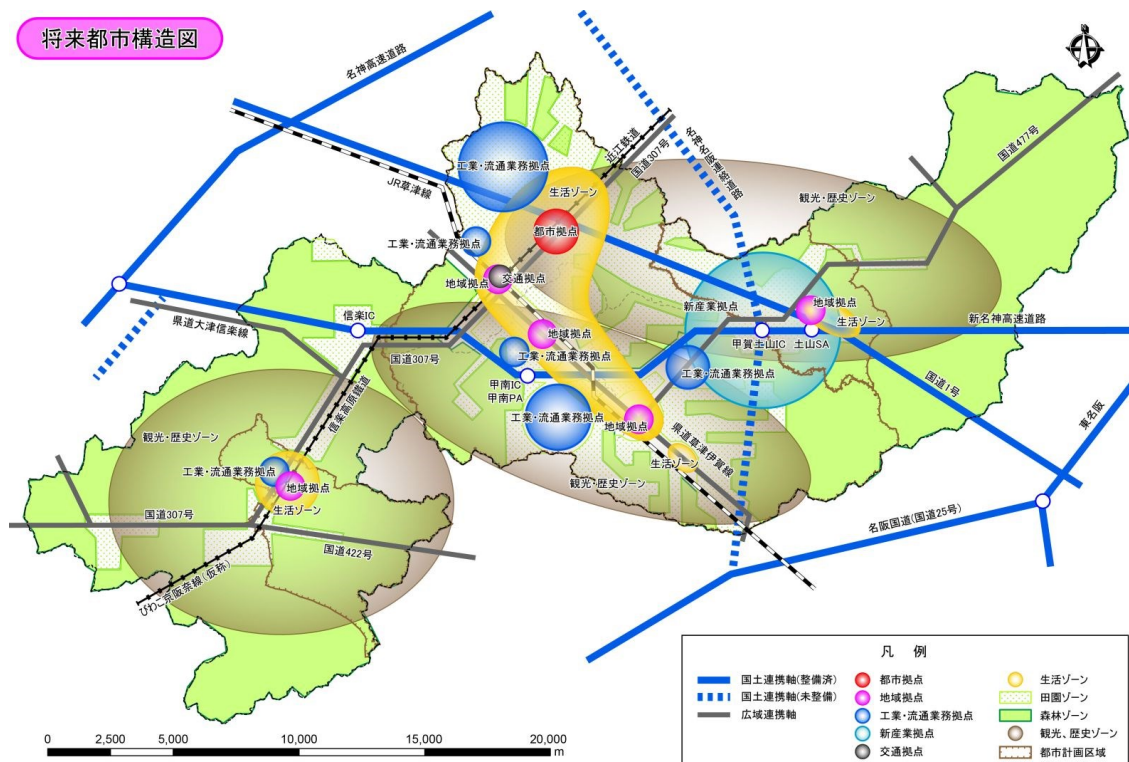 将来都市構造図
名神高速道路
近江鉄道
国道307号
名神名阪連絡道路
国道477号
工業・流通業務拠点
JR草津線
生活ゾーン
観光・歴史ゾーン
都市拠点
工業・流通業務拠点
交通拠点
地域拠点
新産業拠点
地域拠点
信楽IC
県道大津信楽線
地域拠点
生活ゾーン
新名神高速道路
甲賀土山IC
土山SA
国道307号
工業・流通業務拠点
工業・流通業務拠点
甲南IC
甲南PA
国道1号
信楽高原鐵道
東名阪
工業・流通業務拠点
地域拠点
県道草津伊賀線
観光・歴史ゾーン
生活ゾーン
工業・流通業務拠点
地域拠点
観光・歴史ゾーン
生活ゾーン
国道307号
名阪国道(国道25号)
国道422号
びわこ京阪奈線(仮称)
凡 例
国土連携軸(整備済)
国土連携軸(未整備)
広域連携軸
都市拠点
地域拠点
工業・流通業務拠点
新産業拠点
交通拠点
生活ゾーン
田園ゾーン
森林ゾーン
観光、歴史ゾーン
都市計画区域
0 2,500 5,000 10,000 15,000 20,000
m